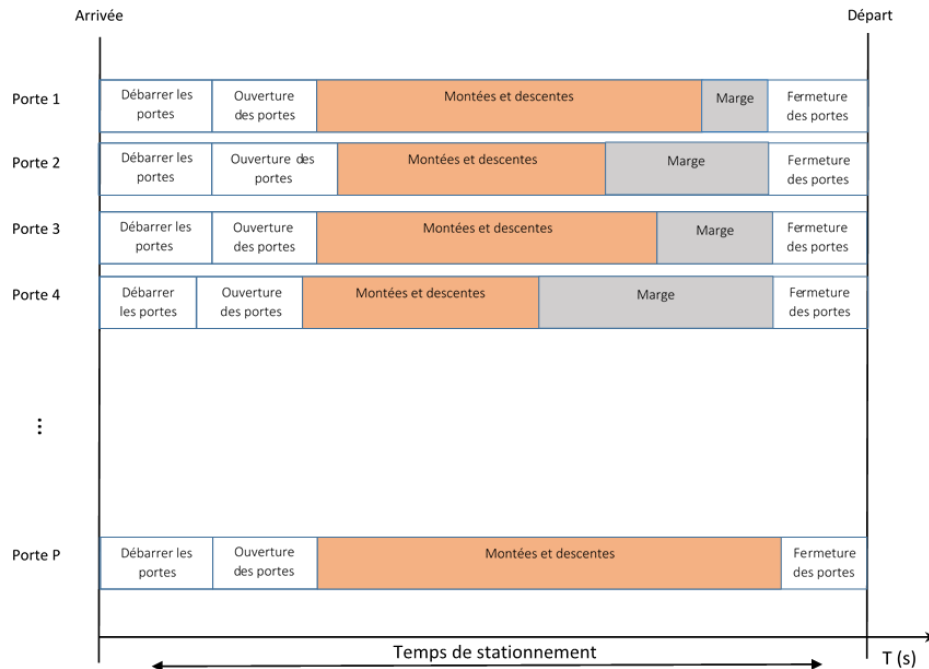 Arrivée
Départ
Porte 1
Débarrer les
portes
Ouverture
des portes
Montées et descentes
Marge
Fermeture
des portes
Porte 2
Débarrer les
portes
Ouverture des
portes
Montées et descentes
Marge
Fermeture
des portes
Porte 3
Débarrer les
portes
Ouverture
des portes
Montées et descentes
Marge
Fermeture
des portes
Porte 4
Débarrer
les portes
Ouverture
des portes
Montées et descentes
Marge
Fermeture
des portes
...
Porte P
Débarrer les
portes
Ouverture
des portes
Montées et descentes
Fermeture
des portes
Temps de stationnement
T (s)